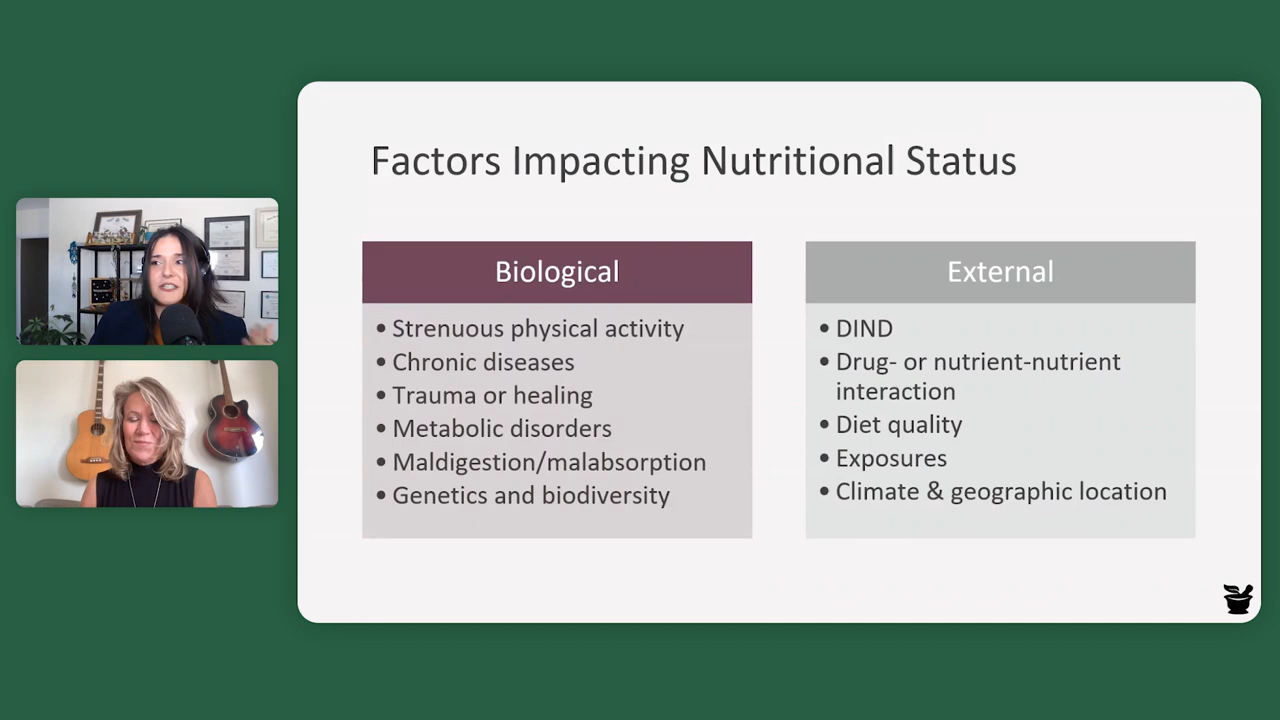 Factors Impacting Nutritional Status
Biological
• Strenuous physical activity
• Chronic diseases
• Trauma or healing
• Metabolic disorders
• Maldigestion/malabsorption
• Genetics and biodiversity
External
• DIND
• Drug- or nutrient-nutrient
interaction
• Diet quality
• Exposures
• Climate & geographic location